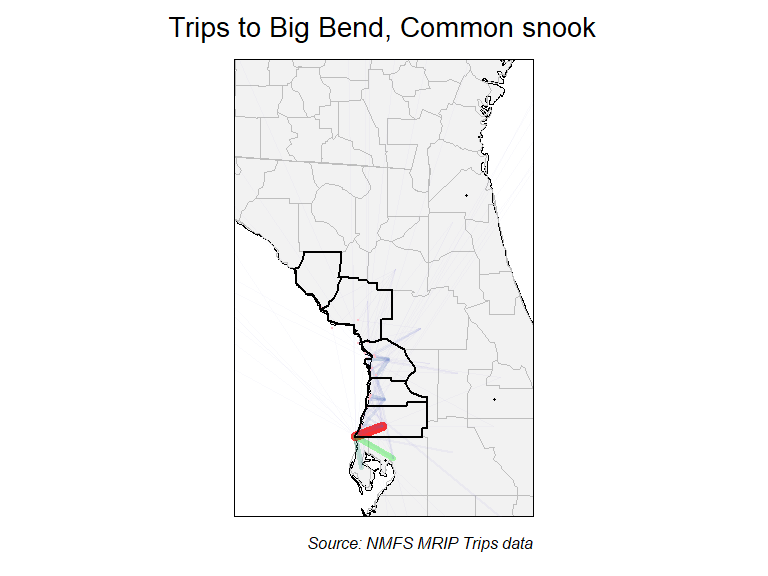 Trips to Big Bend, Common snook
Source: NMFS MRIP Trips data